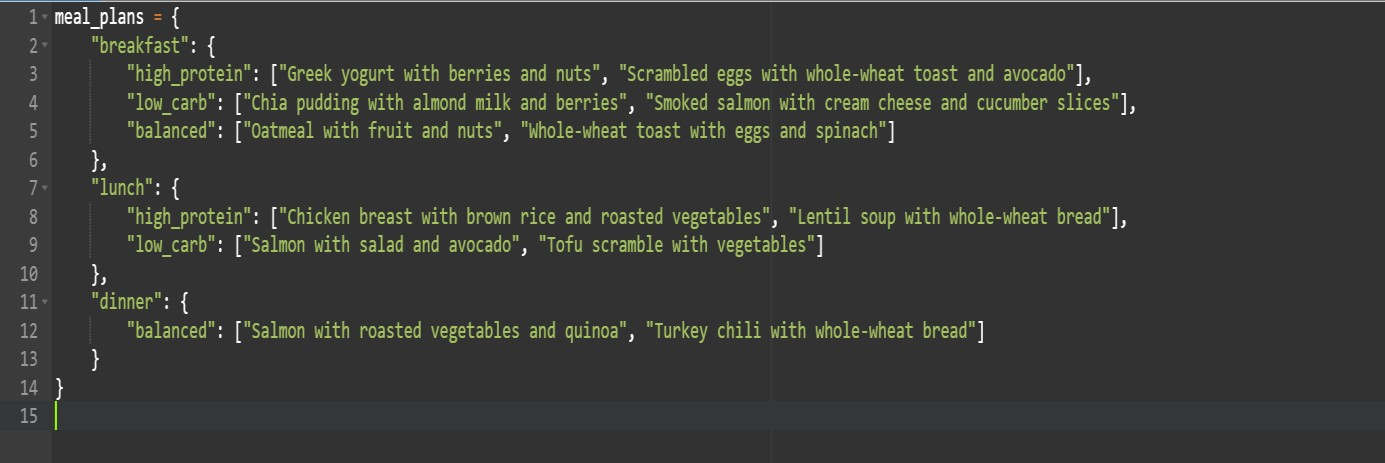 1 meal_plans = {
2     "breakfast": {
3         "high_protein": ["Greek yogurt with berries and nuts", "Scrambled eggs with whole-wheat toast and avocado"],
4         "low_carb": ["Chia pudding with almond milk and berries", "Smoked salmon with cream cheese and cucumber slices"],
5         "balanced": ["Oatmeal with fruit and nuts", "Whole-wheat toast with eggs and spinach"]
6     },
7     "lunch": {
8         "high_protein": ["Chicken breast with brown rice and roasted vegetables", "Lentil soup with whole-wheat bread"],
9         "low_carb": ["Salmon with salad and avocado", "Tofu scramble with vegetables"]
10     },
11     "dinner": {
12         "balanced": ["Salmon with roasted vegetables and quinoa", "Turkey chili with whole-wheat bread"]
13     }
14 }
15